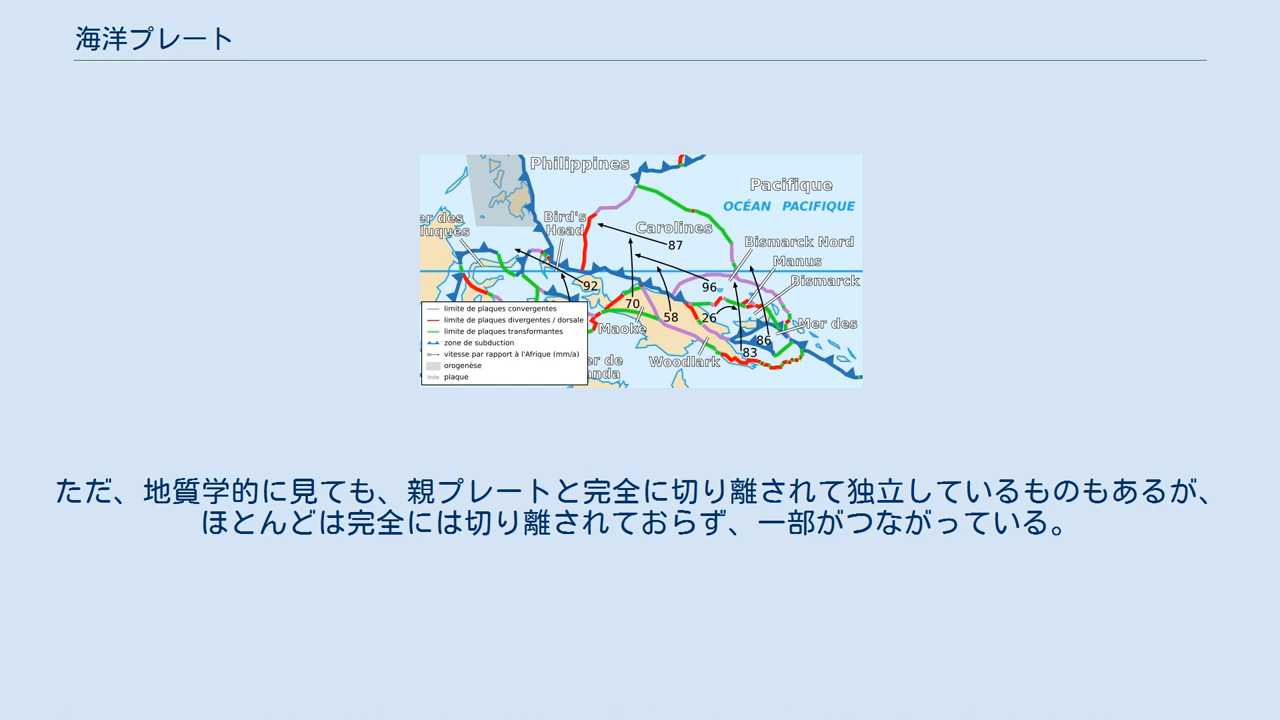 海洋プレート
Philippines
Pacifique
OCÉAN PACIFIQUE
er des
luques
Bird's
Head
Carolines
87
Bismarck Nord
Manus
Bismarck
92
96
70
58
26
Maoke
Mer des
86
83
Woodlark
er de
anda
limite de plaques convergentes
limite de plaques divergentes / dorsale
limite de plaques transformantes
zone de subduction
vitesse par rapport à l'Afrique (mm/a)
orogenèse
plaque
ただ、地質学的に見ても、親プレートと完全に切り離されて独立しているものもあるが、
ほとんどは完全には切り離されておらず、一部がつながっている。